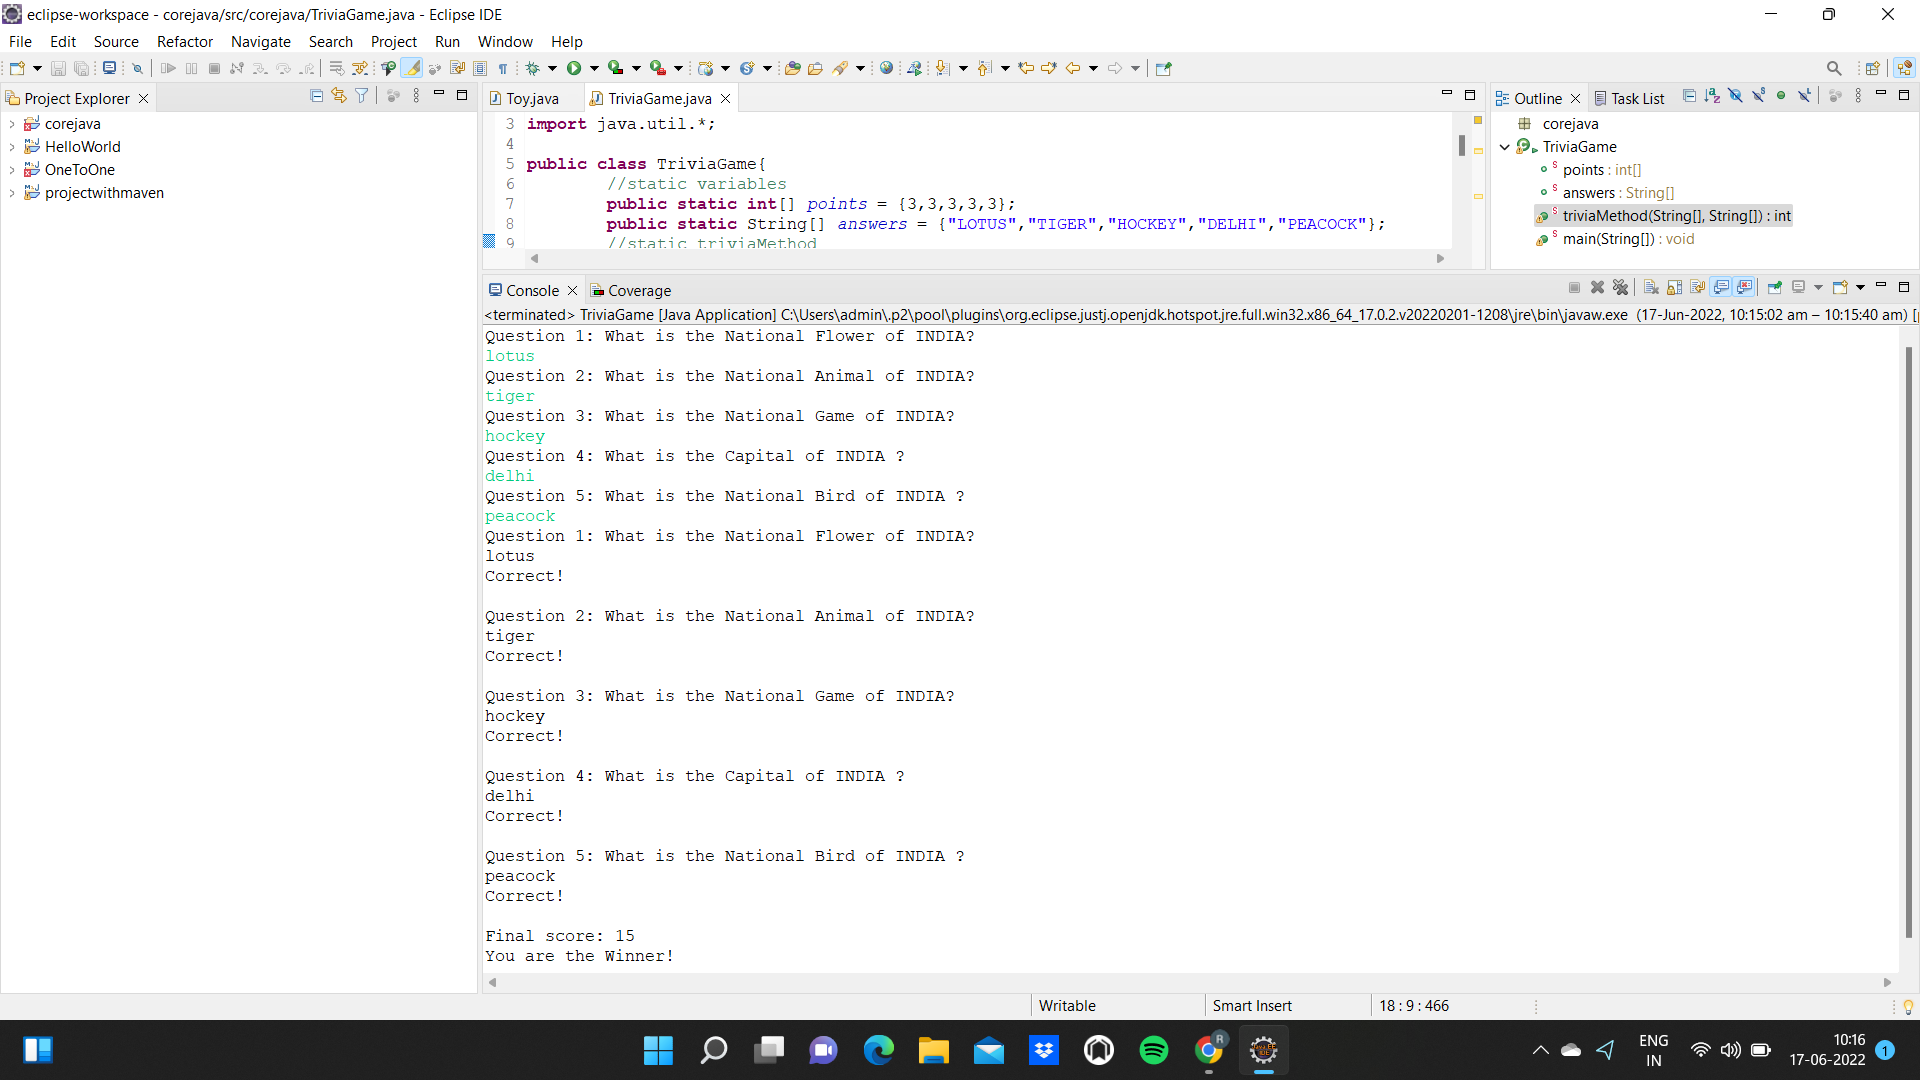 eclipse-workspace - corejava/src/corejava/TriviaGame.java - Eclipse IDE
File Edit Source Refactor Navigate Search Project Run Window Help
Project Explorer
corejava
HelloWorld
OneToOne
projectwithmaven
Toy.java TriviaGame.java
3 import java.util.*;
4
5 public class TriviaGame{
6 //static variables
7 public static int[] points = {3,3,3,3,3};
8 public static String[] answers = {"LOTUS","TIGER","HOCKEY","DELHI","PEACOCK"};
9 //static triviaMethod
Outline Task List
corejava
TriviaGame
points : int[]
answers : String[]
triviaMethod(String[], String[]) : int
main(String[]) : void
Console Coverage
<terminated> TriviaGame [Java Application] C:\Users\admin\.p2\pool\plugins\org.eclipse.justj.openjdk.hotspot.jre.full.win32.x86_64_17.0.2.v20220201-1208\jre\bin\javaw.exe (17-Jun-2022, 10:15:02 am – 10:15:40 am) [
Question 1: What is the National Flower of INDIA?
lotus
Question 2: What is the National Animal of INDIA?
tiger
Question 3: What is the National Game of INDIA?
hockey
Question 4: What is the Capital of INDIA ?
delhi
Question 5: What is the National Bird of INDIA ?
peacock
Question 1: What is the National Flower of INDIA?
lotus
Correct!
Question 2: What is the National Animal of INDIA?
tiger
Correct!
Question 3: What is the National Game of INDIA?
hockey
Correct!
Question 4: What is the Capital of INDIA ?
delhi
Correct!
Question 5: What is the National Bird of INDIA ?
peacock
Correct!
Final score: 15
You are the Winner!
Writable Smart Insert 18 : 9 : 466
R
ENG
IN
10:16
17-06-2022
1